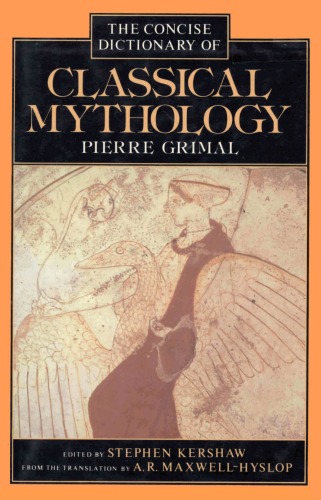 THE CONCISE
DICTIONARY OF
CLASSICAL
MYTHOLOGY
PIERRE GRIMAL
EDITED BY STEPHEN KERSHAW
FROM THE TRANSLATION BY A.R. MAXWELL-HYSLOP